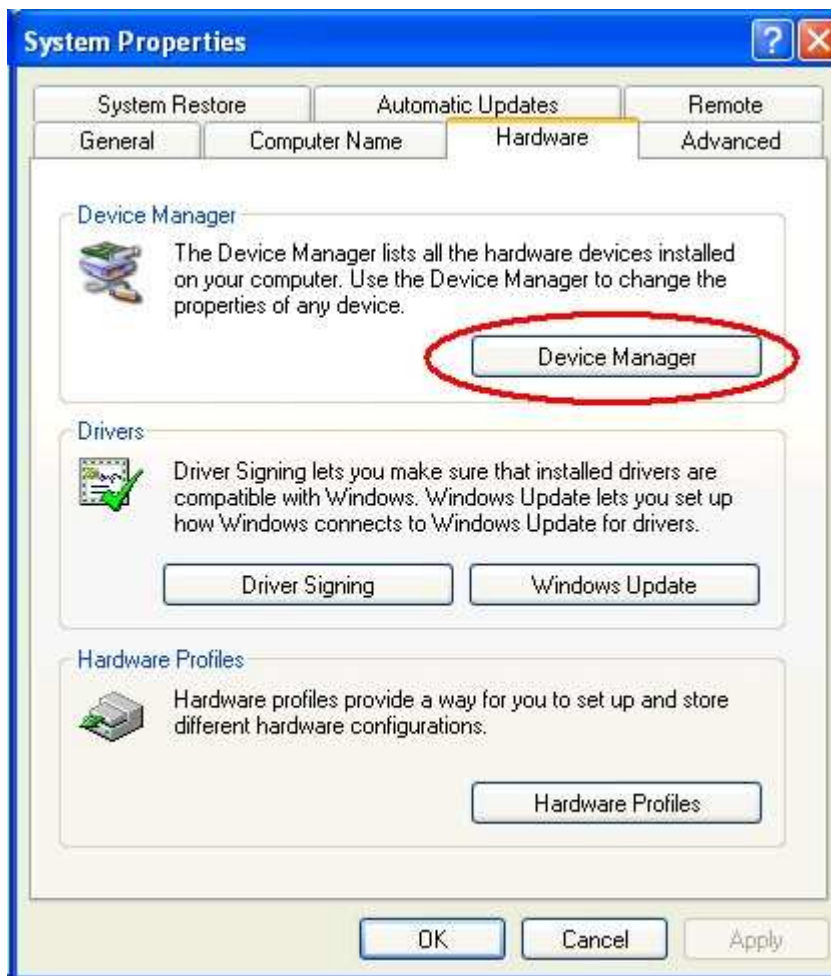 System Properties
System Restore Automatic Updates Remote
General Computer Name Hardware Advanced
Device Manager
The Device Manager lists all the hardware devices installed
on your computer. Use the Device Manager to change the
properties of any device.
Device Manager
Drivers
Driver Signing lets you make sure that installed drivers are
compatible with Windows. Windows Update lets you set up
how Windows connects to Windows Update for drivers.
Driver Signing Windows Update
Hardware Profiles
Hardware profiles provide a way for you to set up and store
different hardware configurations.
Hardware Profiles
OK Cancel Apply